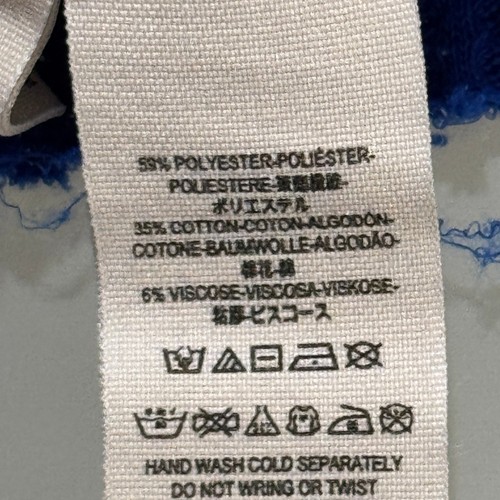 59% POLYESTER-POLIÉSTER-
POLIESTERE-聚酯纖維-
ポリエステル
35% COTTON-COTON-ALGODON-
COTONE-BAUMWOLLE-ALGODÃO-
棉花-綿
6% VISCOSE-VISCOSA-VISKOSE-
粘膠-ビスコース
HAND WASH COLD SEPARATELY
DO NOT WRING OR TWIST